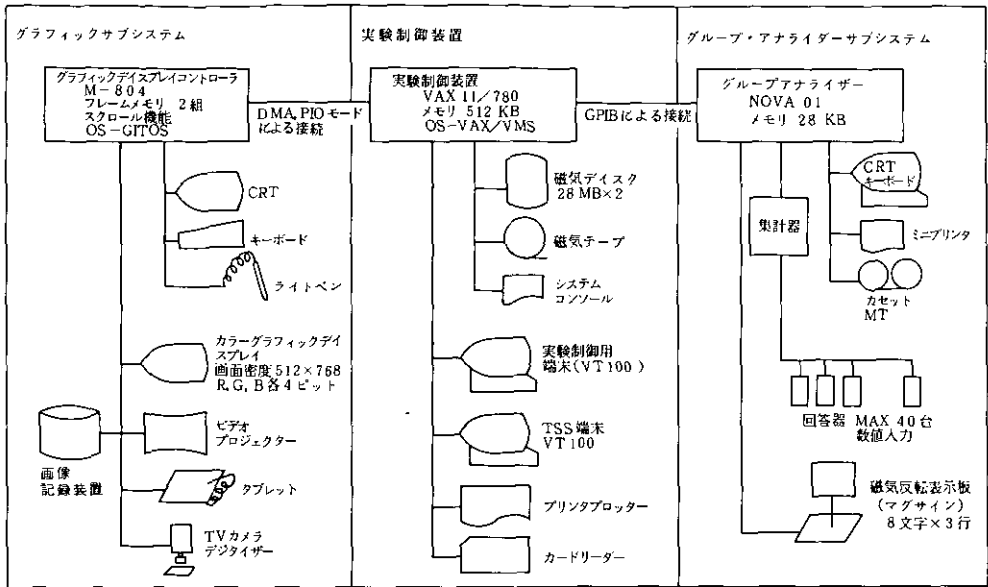 グラフィックサブシステム
グラフィックデイスプレイコントローラ
M-804
フレームメモリ 2組
スクロール機能
OS-GITOS
DMA, PIOモード
による接続
CRT
キーボード
ライトペン
カラーグラフィックデイ
スプレイ
画面密度512×768
R, G, B各4ビット
ビデオ
プロジェクター
画像
記録装置
タブレット
TVカメラ
デジタイザー
実験制御装置
実験制御装置
VAX 11/780
メモリ 512 KB
OS-VAX/VMS
GPIBによる接続
磁気ディスク
28 MB×2
磁気テープ
システム
コンソール
実験制御用
端末(VT100)
TSS端末
VT100
プリンタプロッター
カードリーダー
グループ・アナライダーサブシステム
グループアナライザー
NOVA 01
メモリ 28 KB
CRT
キーボード
集計器
ミニプリンタ
カセット
MT
回答器 MAX 40台
数値入力
磁気反転表示板
(マグサイン)
8文字×3行